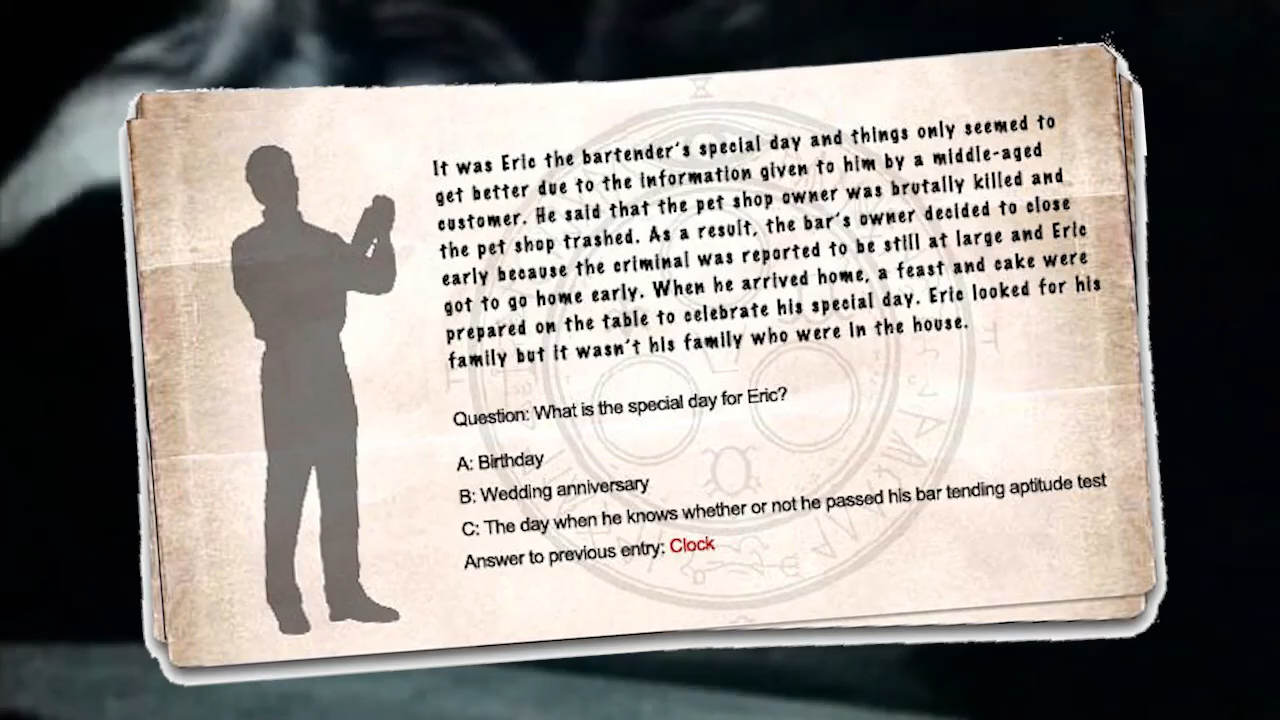 It was Eric the bartender's special day and things only seemed to
get better due to the information given to him by a middle-aged
customer. He said that the pet shop owner was brutally killed and
the pet shop trashed. As a result, the bar's owner decided to close
early because the criminal was reported to be still at large and Eric
got to go home early. When he arrived home, a feast and cake were
prepared on the table to celebrate his special day. Eric looked for his
family but it wasn't his family who were in the house.
Question: What is the special day for Eric?
A: Birthday
B: Wedding anniversary
C: The day when he knows whether or not he passed his bar tending aptitude test
Answer to previous entry: Clock